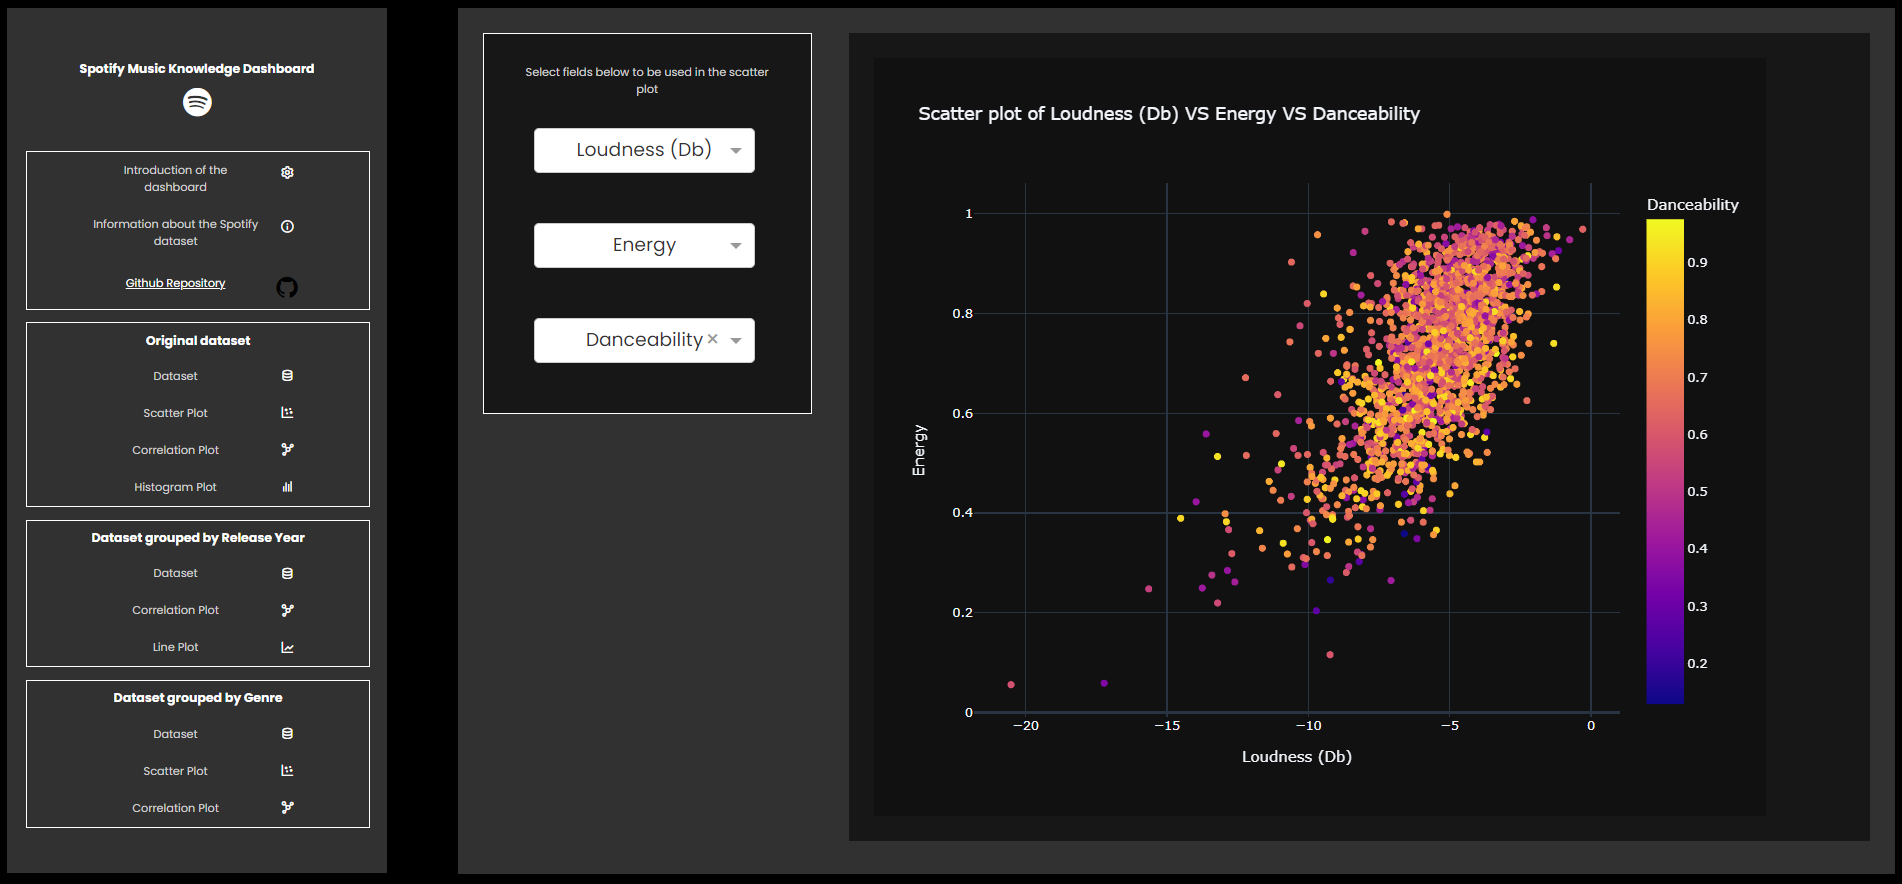 Spotify Music Knowledge Dashboard
Introduction of the
dashboard
Information about the Spotify
dataset
Github Repository
Original dataset
Dataset
Scatter Plot
Correlation Plot
Histogram Plot
Dataset grouped by Release Year
Dataset
Correlation Plot
Line Plot
Dataset grouped by Genre
Dataset
Scatter Plot
Correlation Plot
Select fields below to be used in the scatter
plot
Loudness (Db)
Energy
Danceability ×
Scatter plot of Loudness (Db) VS Energy VS Danceability
1
0.8
0.6
0.4
0.2
0
Energy
−20 −15 −10 −5 0
Loudness (Db)
Danceability
0.9
0.8
0.7
0.6
0.5
0.4
0.3
0.2